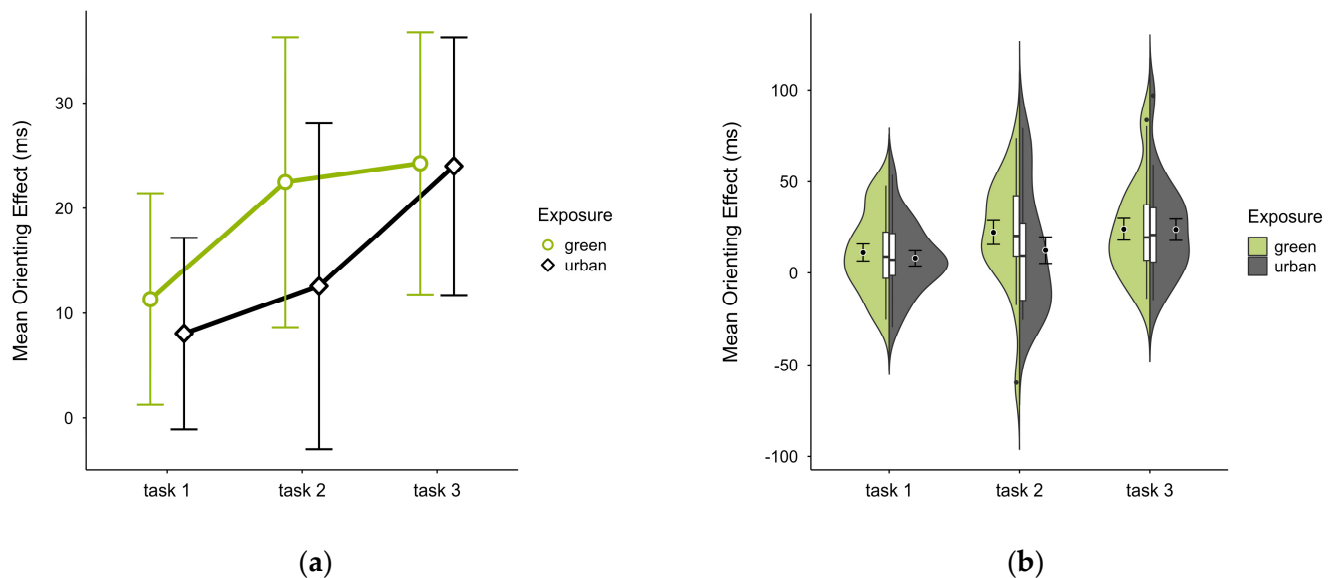 Mean Orienting Effect (ms)
30
20
10
0
task 1 task 2 task 3
Exposure
green
urban
(a)
Mean Orienting Effect (ms)
100
50
0
-50
-100
task 1 task 2 task 3
Exposure
green
urban
(b)